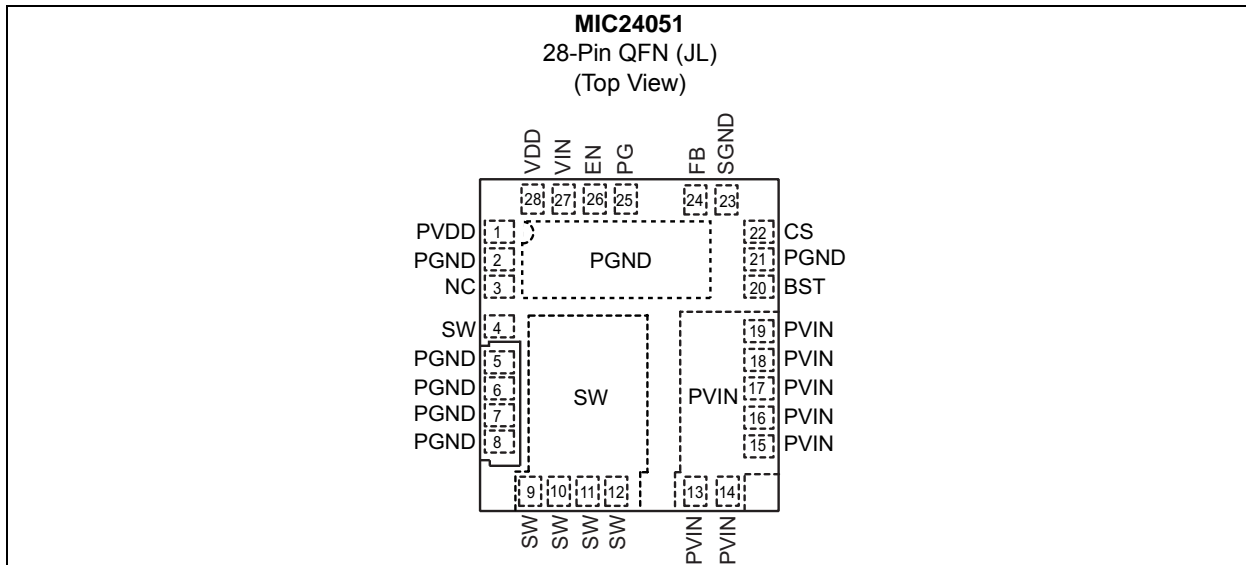 MIC24051
28-Pin QFN (JL)
(Top View)
VDD VIN EN PG FB SGND
28 27 26 25 24 23
PVDD 1 22 CS
PGND 2 PGND 21 PGND
NC 3 20 BST
SW 4 19 PVIN
PGND 5 18 PVIN
PGND 6 SW PVIN 17 PVIN
PGND 7 16 PVIN
PGND 8 15 PVIN
9 10 11 12 13 14
SW SW SW SW PVIN PVIN